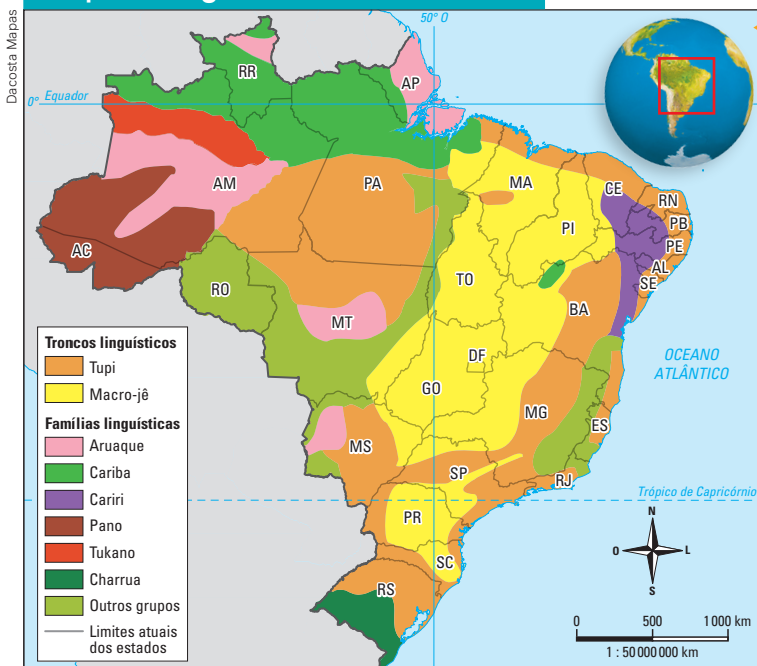 Dacosta Mapas
50° O
0° Equador
RR
AP
AM
PA
MA
CE
RN
PB
PE
AL
SE
PI
AC
RO
TO
BA
MT
DF
GO
MG
ES
MS
SP
RJ
PR
SC
RS
OCEANO
ATLÂNTICO
Trópico de Capricórnio
Troncos linguísticos
Tupi
Macro-jê
Famílias linguísticas
Aruaque
Cariba
Cariri
Pano
Tukano
Charrua
Outros grupos
Limites atuais
dos estados
N
O
L
S
0 500 1000 km
1 : 50 000 000 km